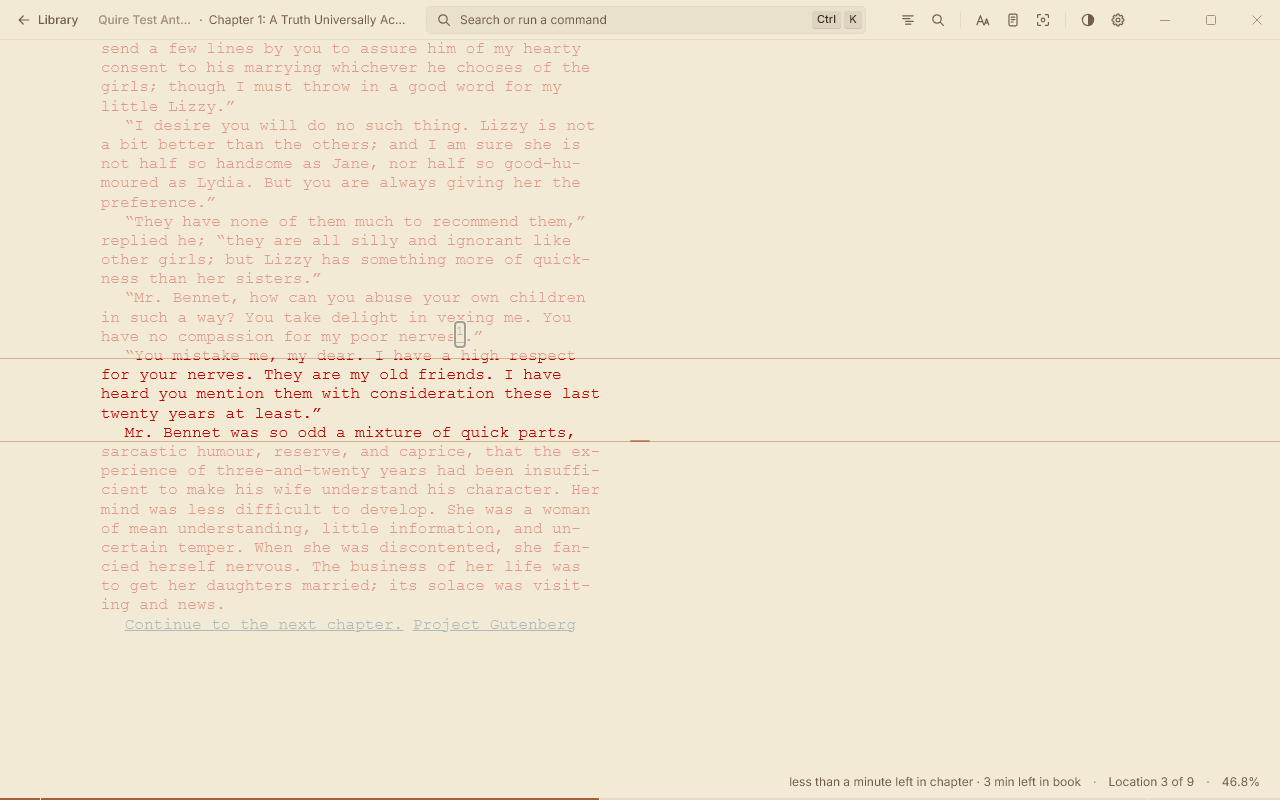 Library
Quire Test Ant... · Chapter 1: A Truth Universally Ac...
Search or run a command
Ctrl K
send a few lines by you to assure him of my hearty
consent to his marrying whichever he chooses of the
girls; though I must throw in a good word for my
little Lizzy.”
“I desire you will do no such thing. Lizzy is not
a bit better than the others; and I am sure she is
not half so handsome as Jane, nor half so good-hu-
moured as Lydia. But you are always giving her the
preference.”
“They have none of them much to recommend them,”
replied he; “they are all silly and ignorant like
other girls; but Lizzy has something more of quick-
ness than her sisters.”
“Mr. Bennet, how can you abuse your own children
in such a way? You take delight in vexing me. You
have no compassion for my poor nerves1.”
“You mistake me, my dear. I have a high respect
for your nerves. They are my old friends. I have
heard you mention them with consideration these last
twenty years at least.”
Mr. Bennet was so odd a mixture of quick parts,
sarcastic humour, reserve, and caprice, that the ex-
perience of three-and-twenty years had been insuffi-
cient to make his wife understand his character. Her
mind was less difficult to develop. She was a woman
of mean understanding, little information, and un-
certain temper. When she was discontented, she fan-
cied herself nervous. The business of her life was
to get her daughters married; its solace was visit-
ing and news.
Continue to the next chapter. Project Gutenberg
less than a minute left in chapter · 3 min left in book · Location 3 of 9 · 46.8%